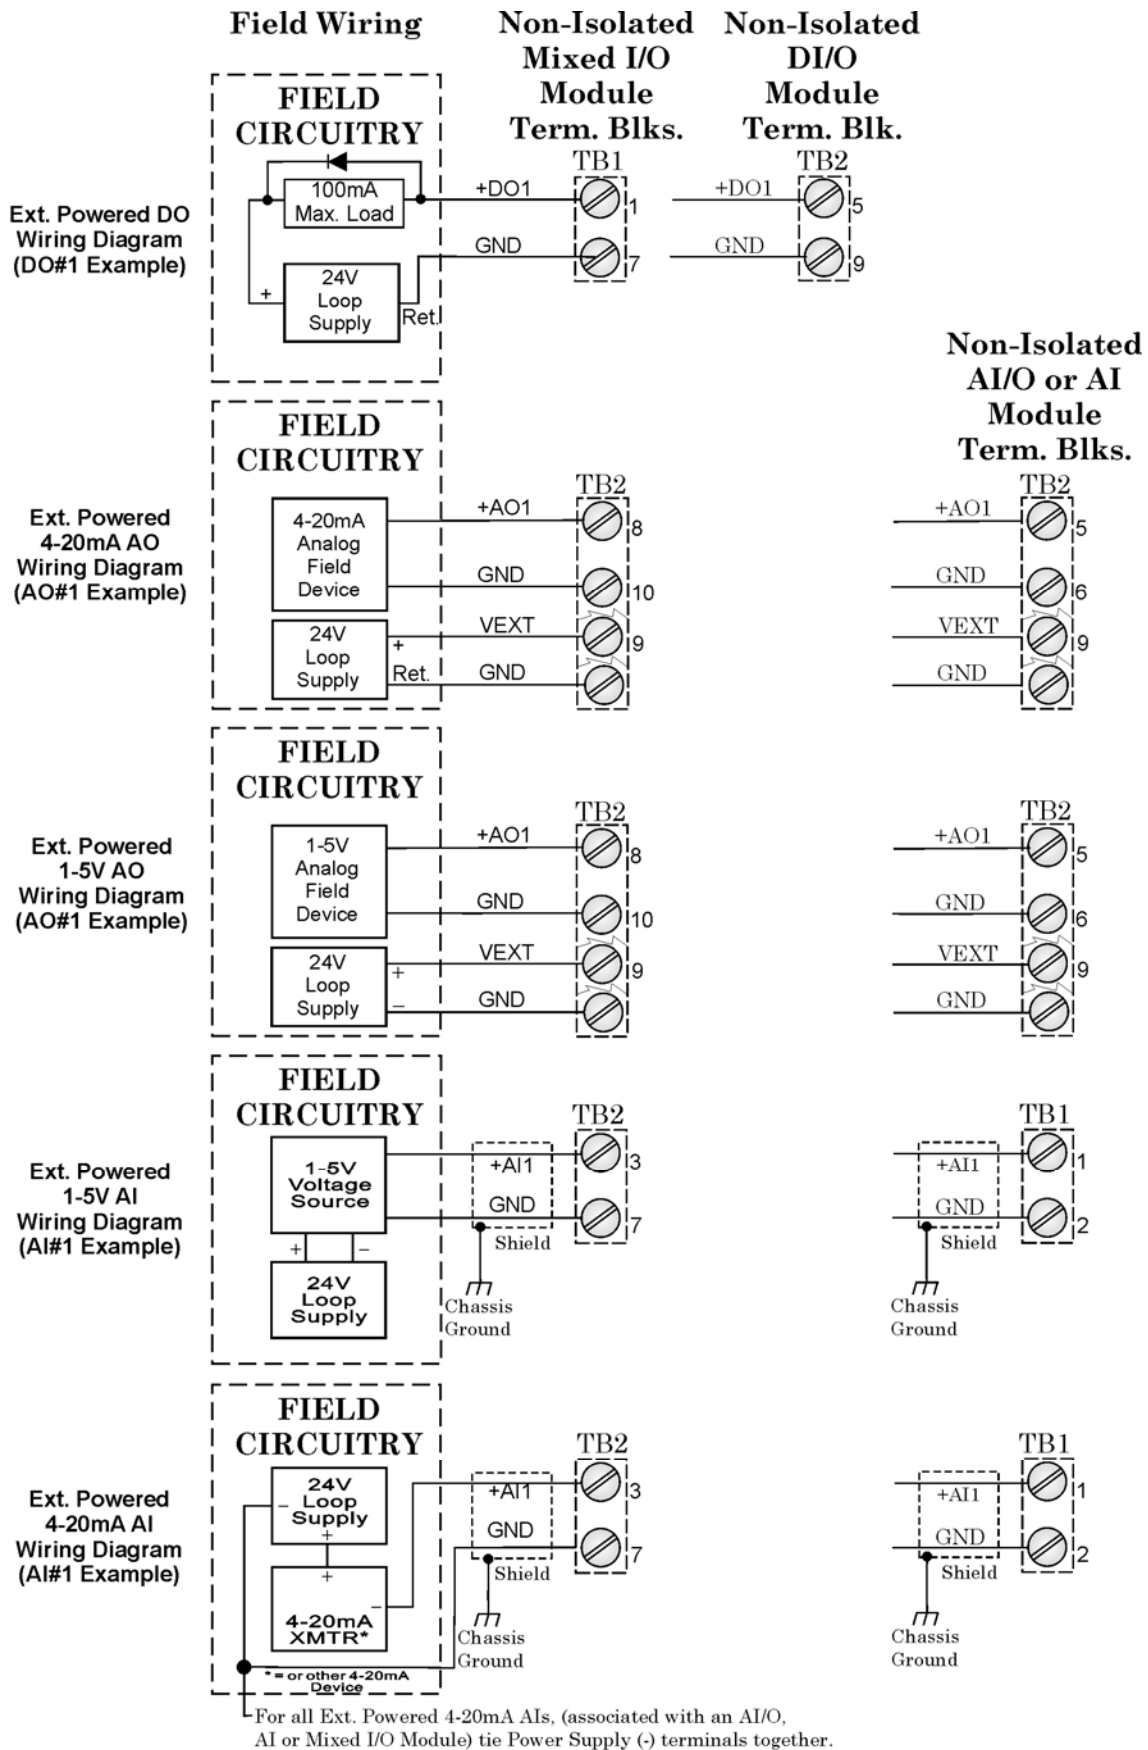 Field Wiring
Non-Isolated
Mixed I/O
Module
Term. Blks.
Non-Isolated
DI/O
Module
Term. Blk.
Ext. Powered DO
Wiring Diagram
(DO#1 Example)
FIELD
CIRCUITRY
100mA
Max. Load
24V
Loop
Supply
+
Ret.
+DO1
GND
TB1
1
7
+DO1
GND
TB2
5
9
Non-Isolated
AI/O or AI
Module
Term. Blks.
Ext. Powered
4-20mA AO
Wiring Diagram
(AO#1 Example)
FIELD
CIRCUITRY
4-20mA
Analog
Field
Device
24V
Loop
Supply
+
Ret.
+AO1
GND
VEXT
GND
TB2
8
10
9
+AO1
GND
VEXT
GND
TB2
5
6
9
Ext. Powered
1-5V AO
Wiring Diagram
(AO#1 Example)
FIELD
CIRCUITRY
1-5V
Analog
Field
Device
24V
Loop
Supply
+
−
+AO1
GND
VEXT
GND
TB2
8
10
9
+AO1
GND
VEXT
GND
TB2
5
6
9
Ext. Powered
1-5V AI
Wiring Diagram
(AI#1 Example)
FIELD
CIRCUITRY
1-5V
Voltage
Source
+ −
24V
Loop
Supply
+AI1
GND
Shield
Chassis
Ground
TB2
3
7
+AI1
GND
Shield
Chassis
Ground
TB1
1
2
Ext. Powered
4-20mA AI
Wiring Diagram
(AI#1 Example)
FIELD
CIRCUITRY
24V
Loop
Supply
−
+
+
−
4-20mA
XMTR*
* = or other 4-20mA
Device
+AI1
GND
Shield
Chassis
Ground
TB2
3
7
+AI1
GND
Shield
Chassis
Ground
TB1
1
2
For all Ext. Powered 4-20mA AIs, (associated with an AI/O,
AI or Mixed I/O Module) tie Power Supply (-) terminals together.